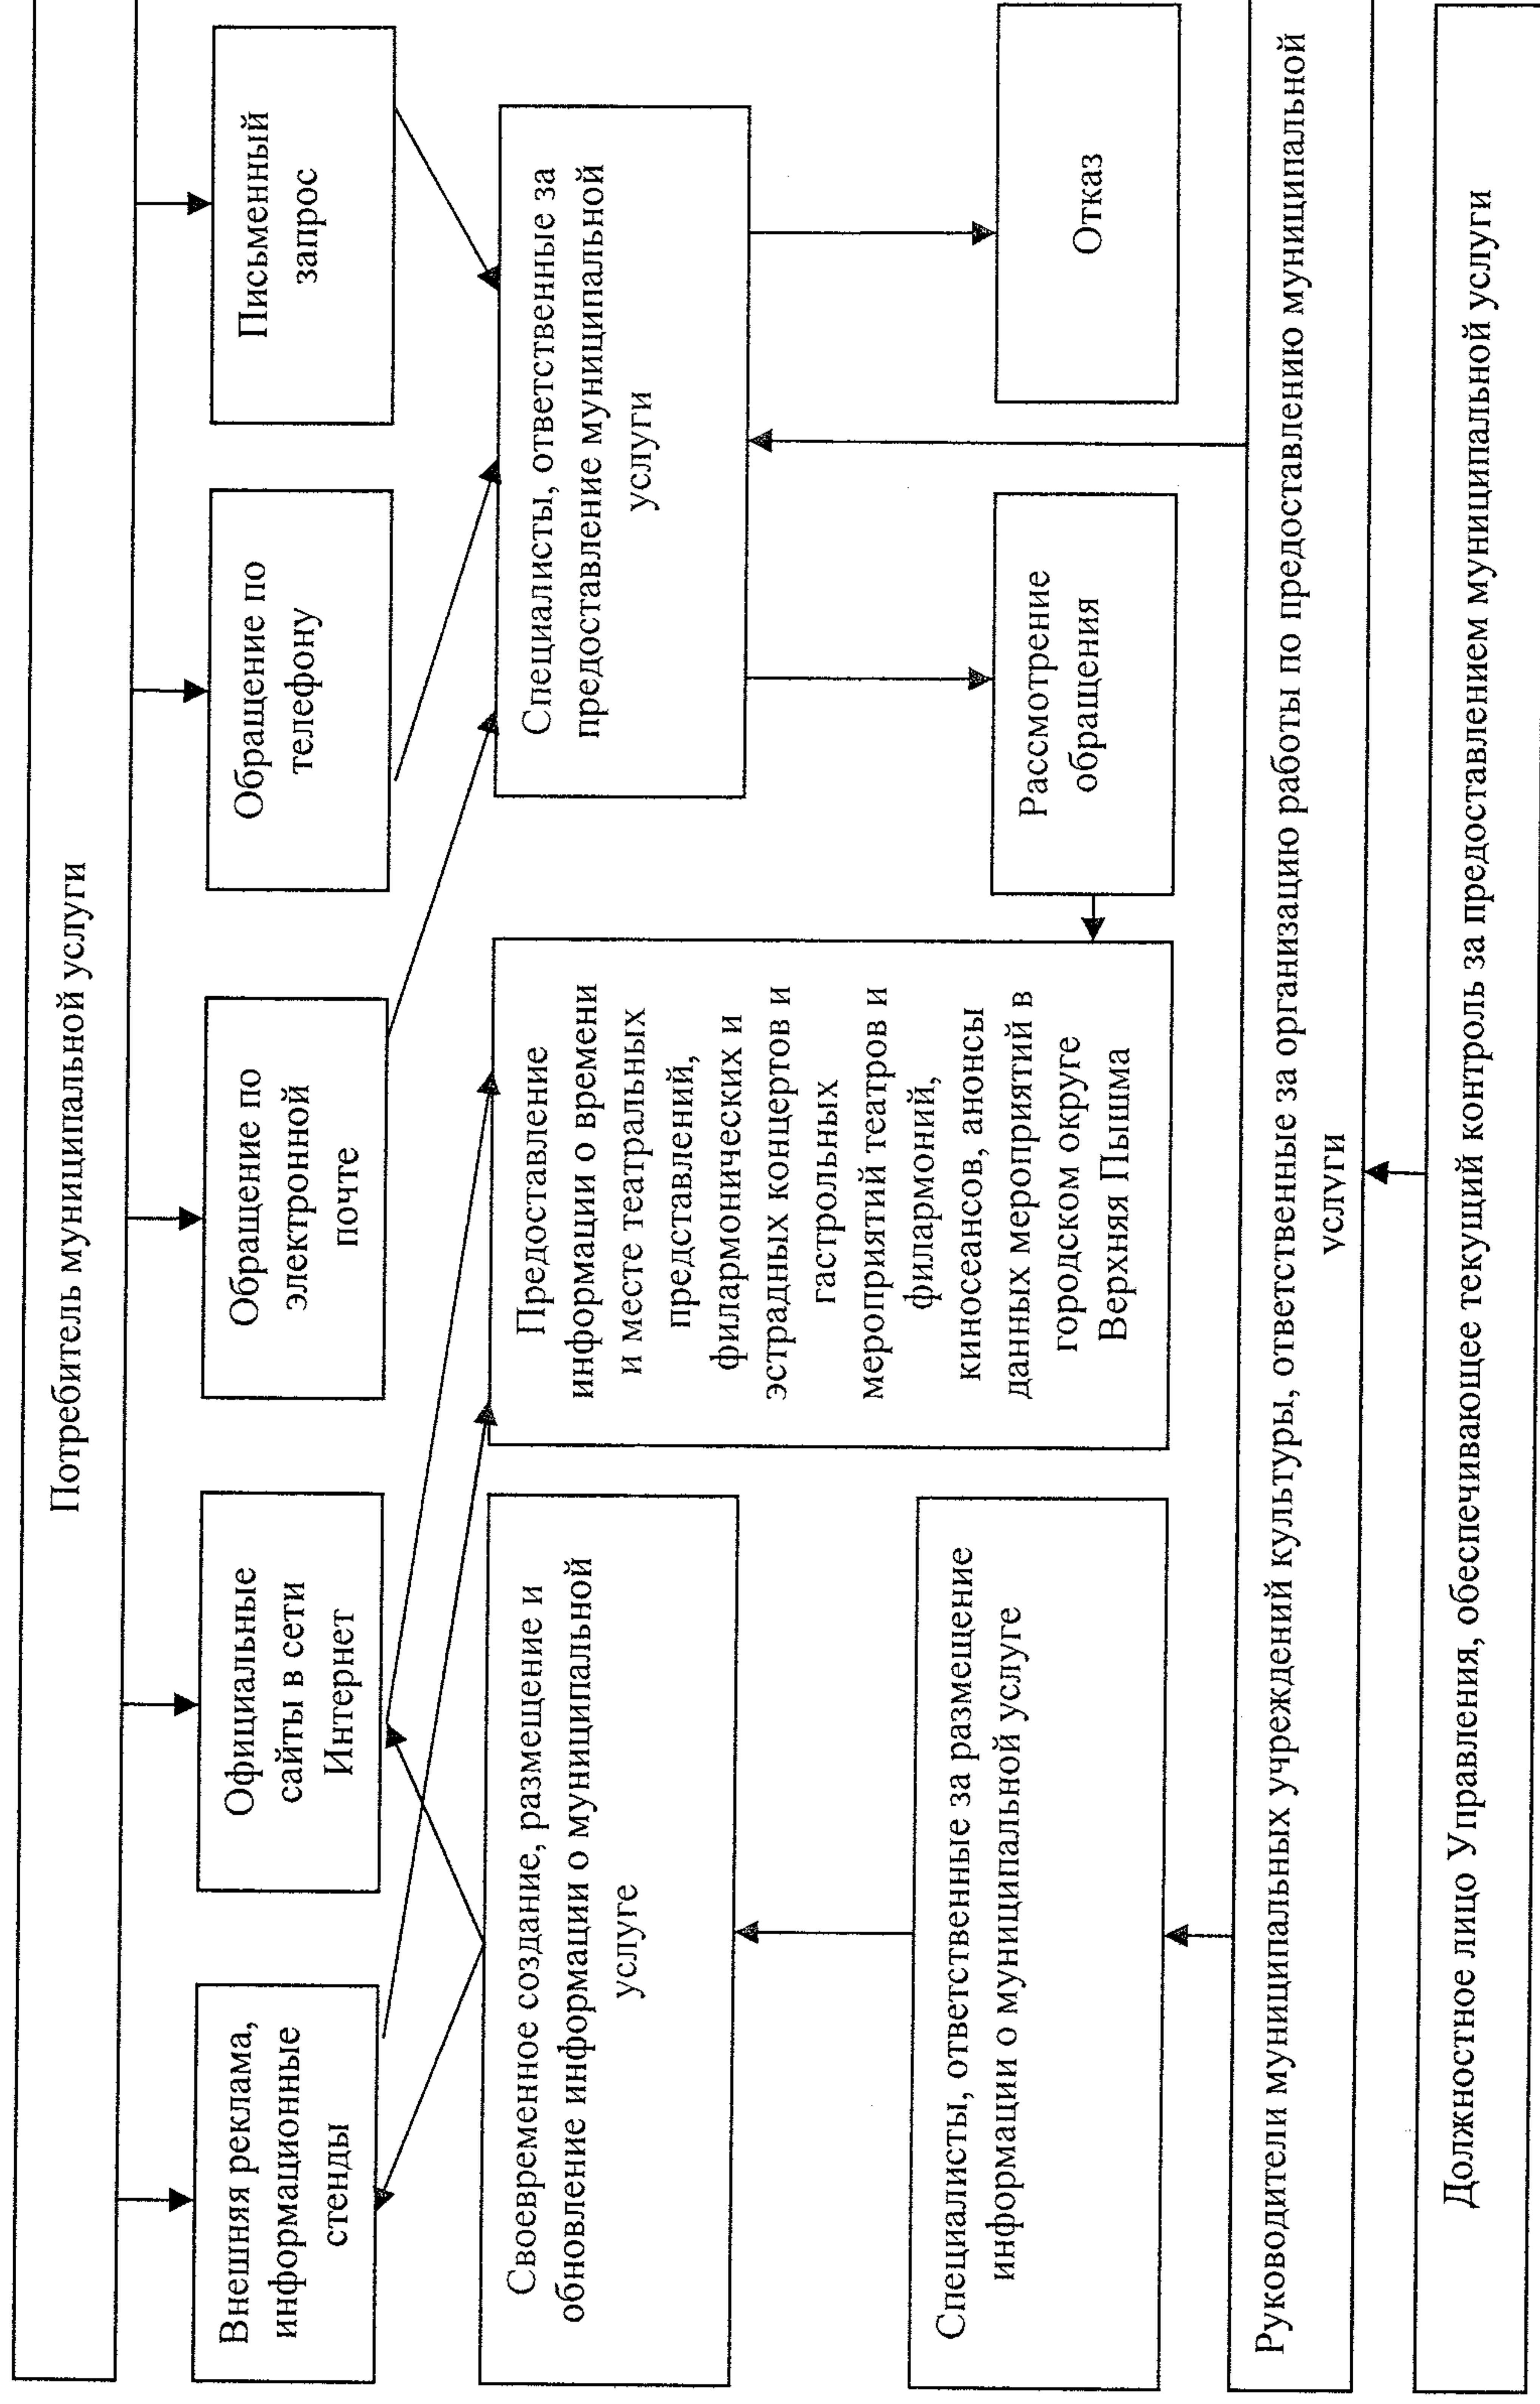 Потребитель муниципальной услуги
Внешняя реклама,
информационные
стенды
Официальные
сайты в сети
Интернет
Обращение по
электронной
почте
Обращение по
телефону
Письменный
запрос
Своевременное создание, размещение и
обновление информации о муниципальной
услуге
Предоставление
информации о времени
и месте театральных
представлений,
филармонических и
эстрадных концертов и
гастрольных
мероприятий театров и
филармоний,
киносеансов, анонсы
данных мероприятий в
городском округе
Верхняя Пышма
Специалисты, ответственные за
предоставление муниципальной
услуги
Специалисты, ответственные за размещение
информации о муниципальной услуге
Рассмотрение
обращения
Отказ
Руководители муниципальных учреждений культуры, ответственные за организацию работы по предоставлению муниципальной
услуги
Должностное лицо Управления, обеспечивающее текущий контроль за предоставлением муниципальной услуги